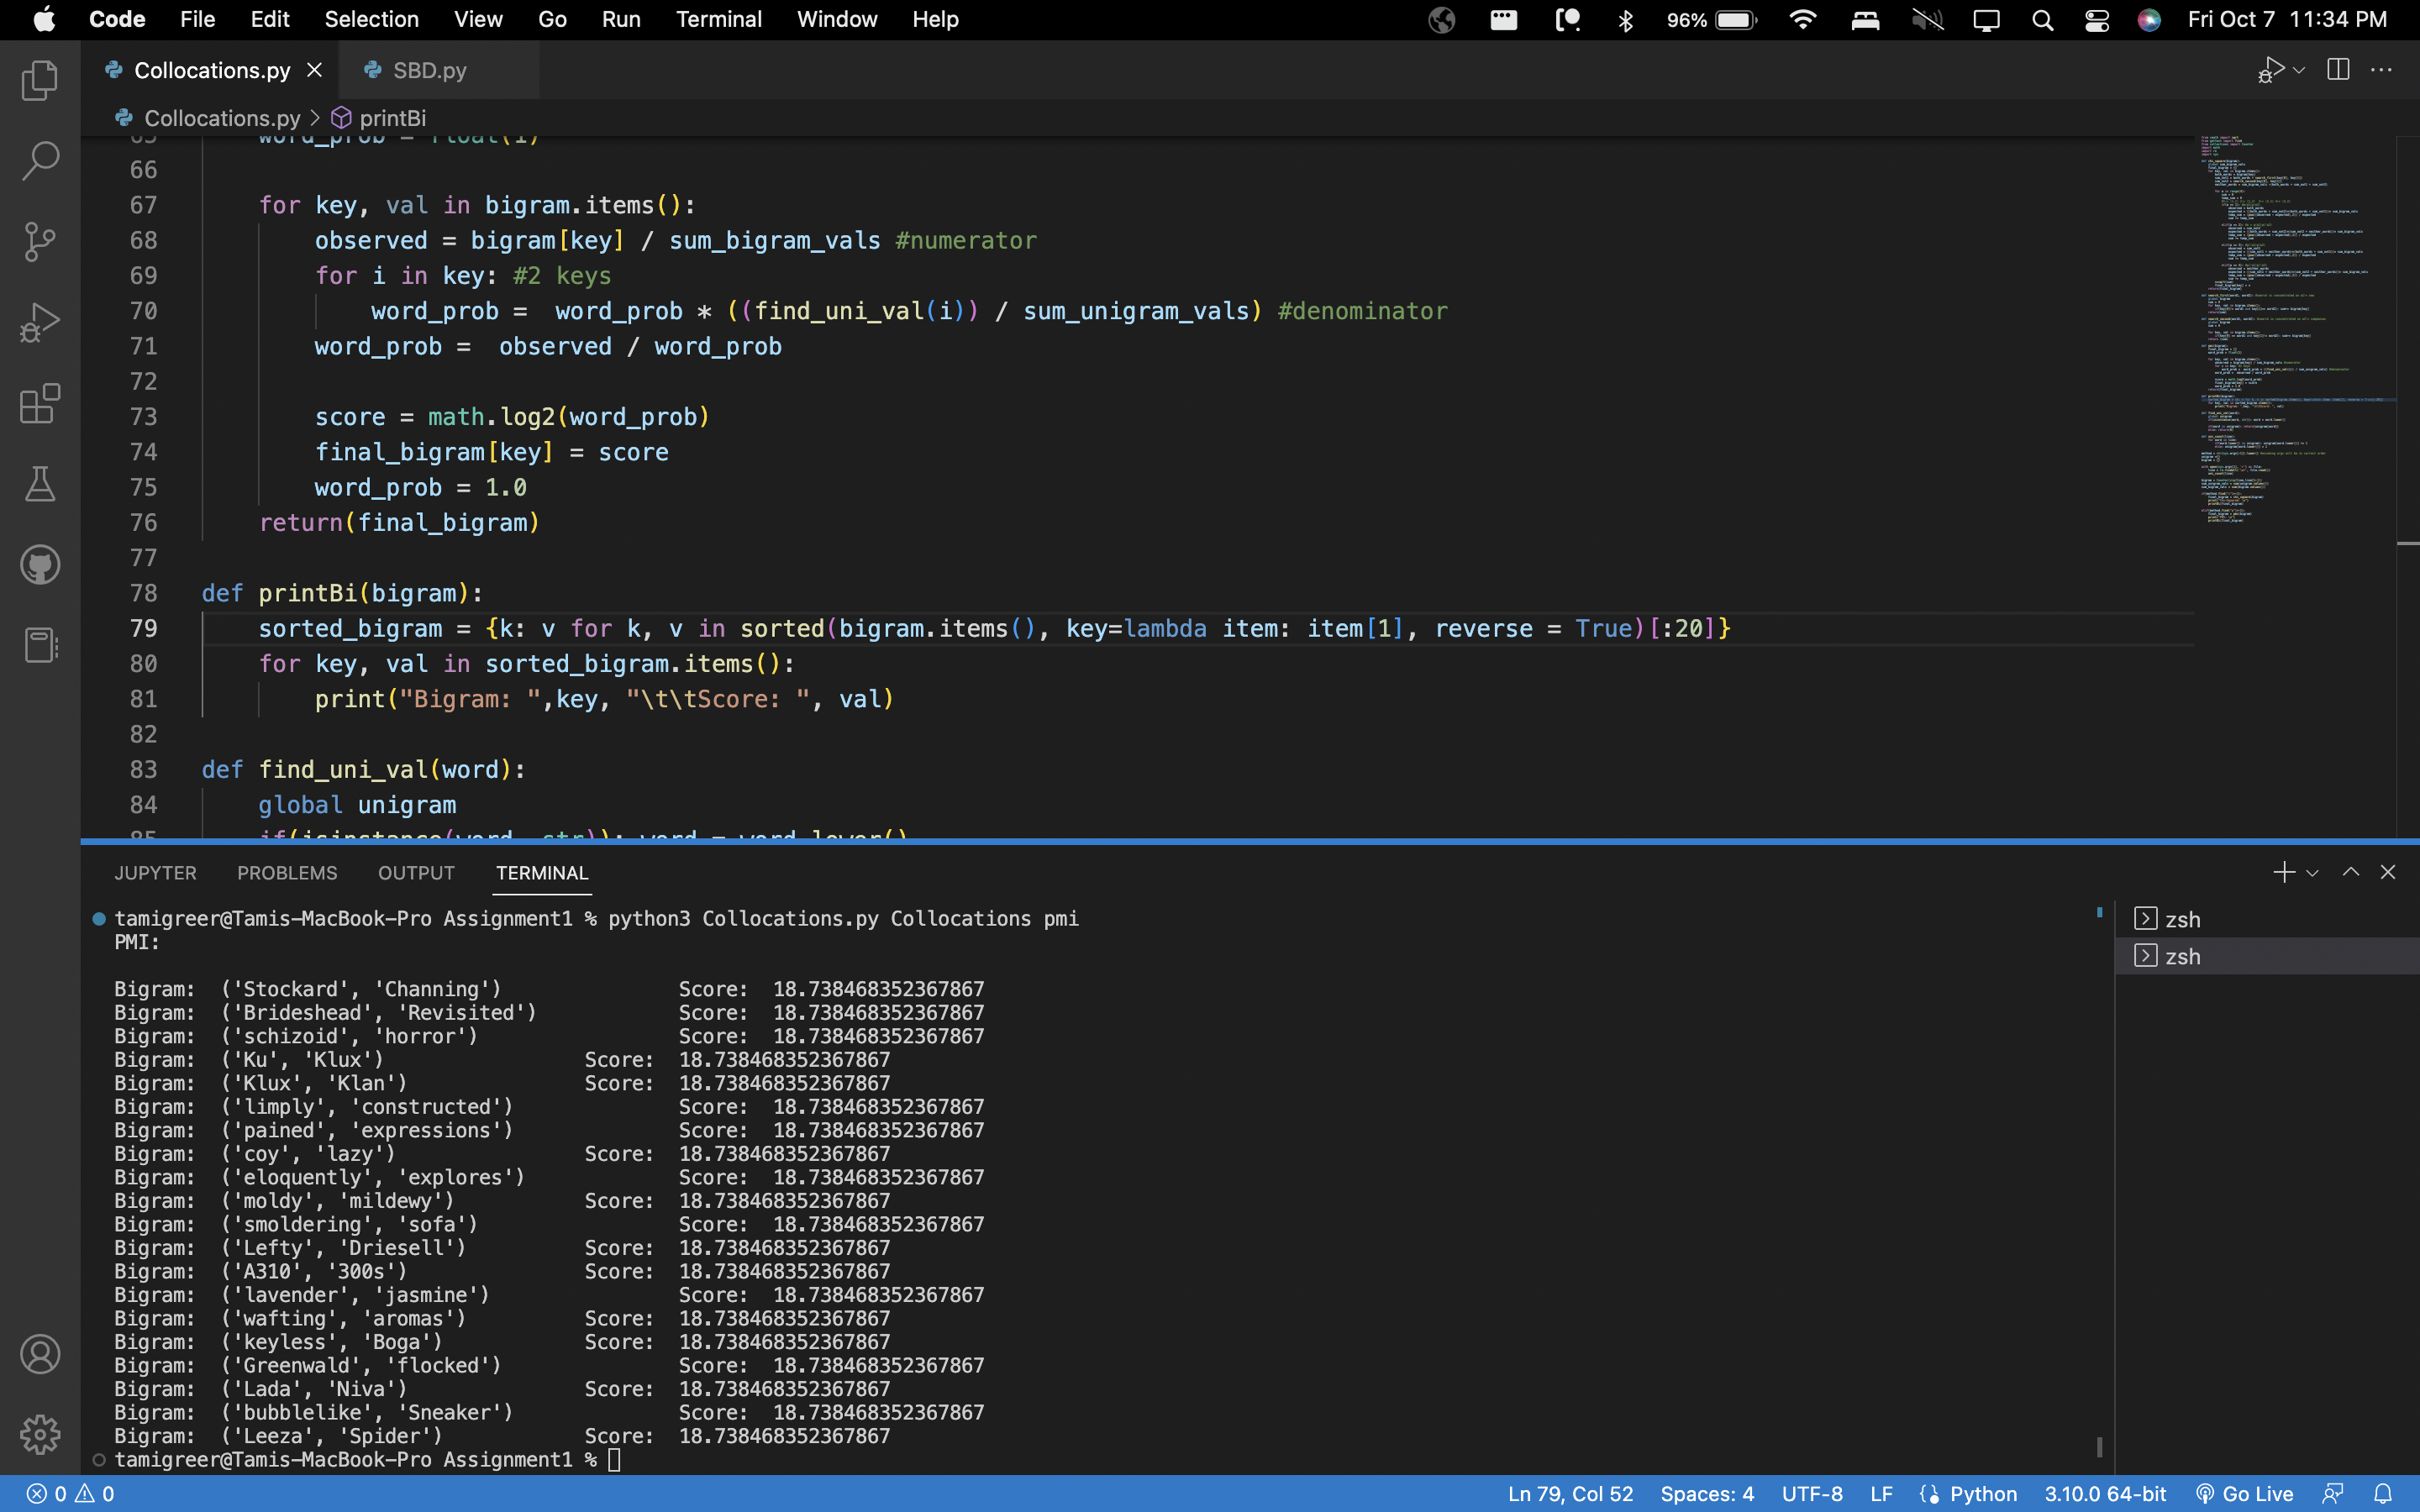 Code File Edit Selection View Go Run Terminal Window Help 96% Fri Oct 7 11:34 PM
Collocations.py SBD.py
Collocations.py > printBi
65 word_prob = float(1)
66
67 for key, val in bigram.items():
68 observed = bigram[key] / sum_bigram_vals #numerator
69 for i in key: #2 keys
70 word_prob =  word_prob * ((find_uni_val(i)) / sum_unigram_vals) #denominator
71 word_prob =  observed / word_prob
72
73 score = math.log2(word_prob)
74 final_bigram[key] = score
75 word_prob = 1.0
76 return(final_bigram)
77
78 def printBi(bigram):
79 sorted_bigram = {k: v for k, v in sorted(bigram.items(), key=lambda item: item[1], reverse = True)[:20]}
80 for key, val in sorted_bigram.items():
81 print("Bigram: ",key, "\t\tScore: ", val)
82
83 def find_uni_val(word):
84 global unigram
85 if(isinstance(word, str)): word = word.lower()
JUPYTER PROBLEMS OUTPUT TERMINAL
tamigreer@Tamis-MacBook-Pro Assignment1 % python3 Collocations.py Collocations pmi
PMI:
Bigram:  ('Stockard', 'Channing') Score:  18.738468352367867
Bigram:  ('Brideshead', 'Revisited') Score:  18.738468352367867
Bigram:  ('schizoid', 'horror') Score:  18.738468352367867
Bigram:  ('Ku', 'Klux') Score:  18.738468352367867
Bigram:  ('Klux', 'Klan') Score:  18.738468352367867
Bigram:  ('limply', 'constructed') Score:  18.738468352367867
Bigram:  ('pained', 'expressions') Score:  18.738468352367867
Bigram:  ('coy', 'lazy') Score:  18.738468352367867
Bigram:  ('eloquently', 'explores') Score:  18.738468352367867
Bigram:  ('moldy', 'mildewy') Score:  18.738468352367867
Bigram:  ('smoldering', 'sofa') Score:  18.738468352367867
Bigram:  ('Lefty', 'Driesell') Score:  18.738468352367867
Bigram:  ('A310', '300s') Score:  18.738468352367867
Bigram:  ('lavender', 'jasmine') Score:  18.738468352367867
Bigram:  ('wafting', 'aromas') Score:  18.738468352367867
Bigram:  ('keyless', 'Boga') Score:  18.738468352367867
Bigram:  ('Greenwald', 'flocked') Score:  18.738468352367867
Bigram:  ('Lada', 'Niva') Score:  18.738468352367867
Bigram:  ('bubblelike', 'Sneaker') Score:  18.738468352367867
Bigram:  ('Leeza', 'Spider') Score:  18.738468352367867
tamigreer@Tamis-MacBook-Pro Assignment1 %
zsh
zsh
0 0 Ln 79, Col 52 Spaces: 4 UTF-8 LF Python 3.10.0 64-bit Go Live